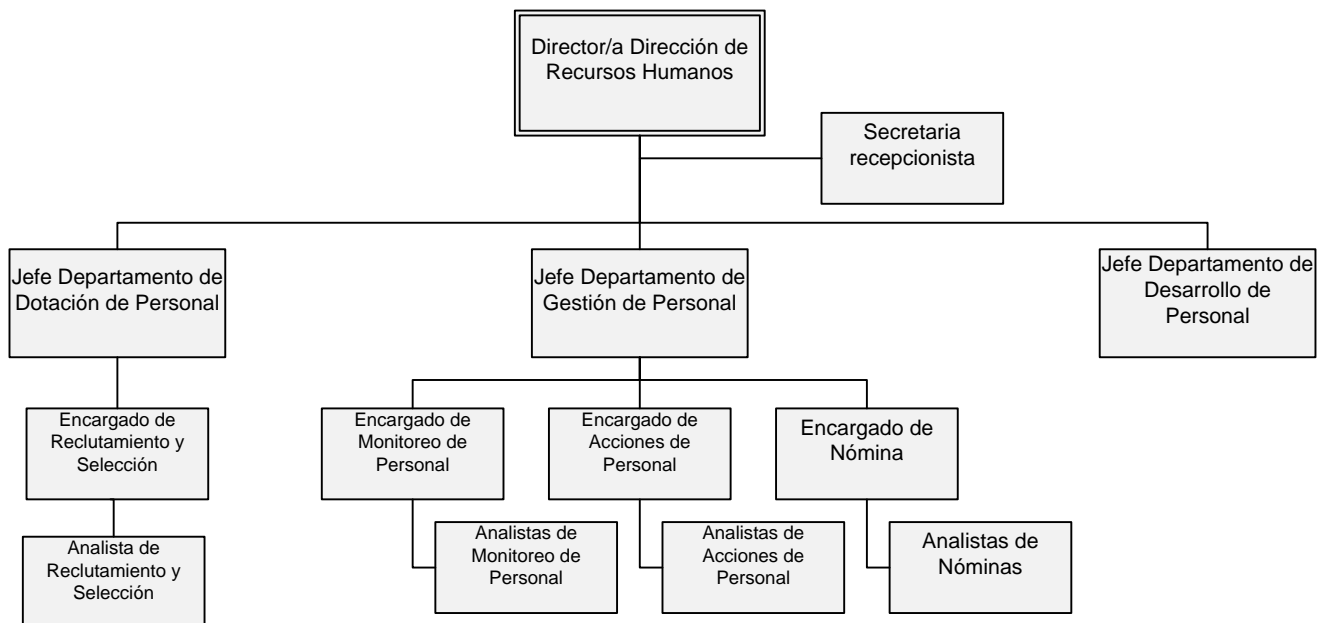 Director/a Dirección de
Recursos Humanos
Secretaria
recepcionista
Jefe Departamento de
Dotación de Personal
Jefe Departamento de
Gestión de Personal
Jefe Departamento de
Desarrollo de
Personal
Encargado de
Reclutamiento y
Selección
Encargado de
Monitoreo de
Personal
Encargado de
Acciones de
Personal
Encargado de
Nómina
Analista de
Reclutamiento y
Selección
Analistas de
Monitoreo de
Personal
Analistas de
Acciones de
Personal
Analistas de
Nóminas